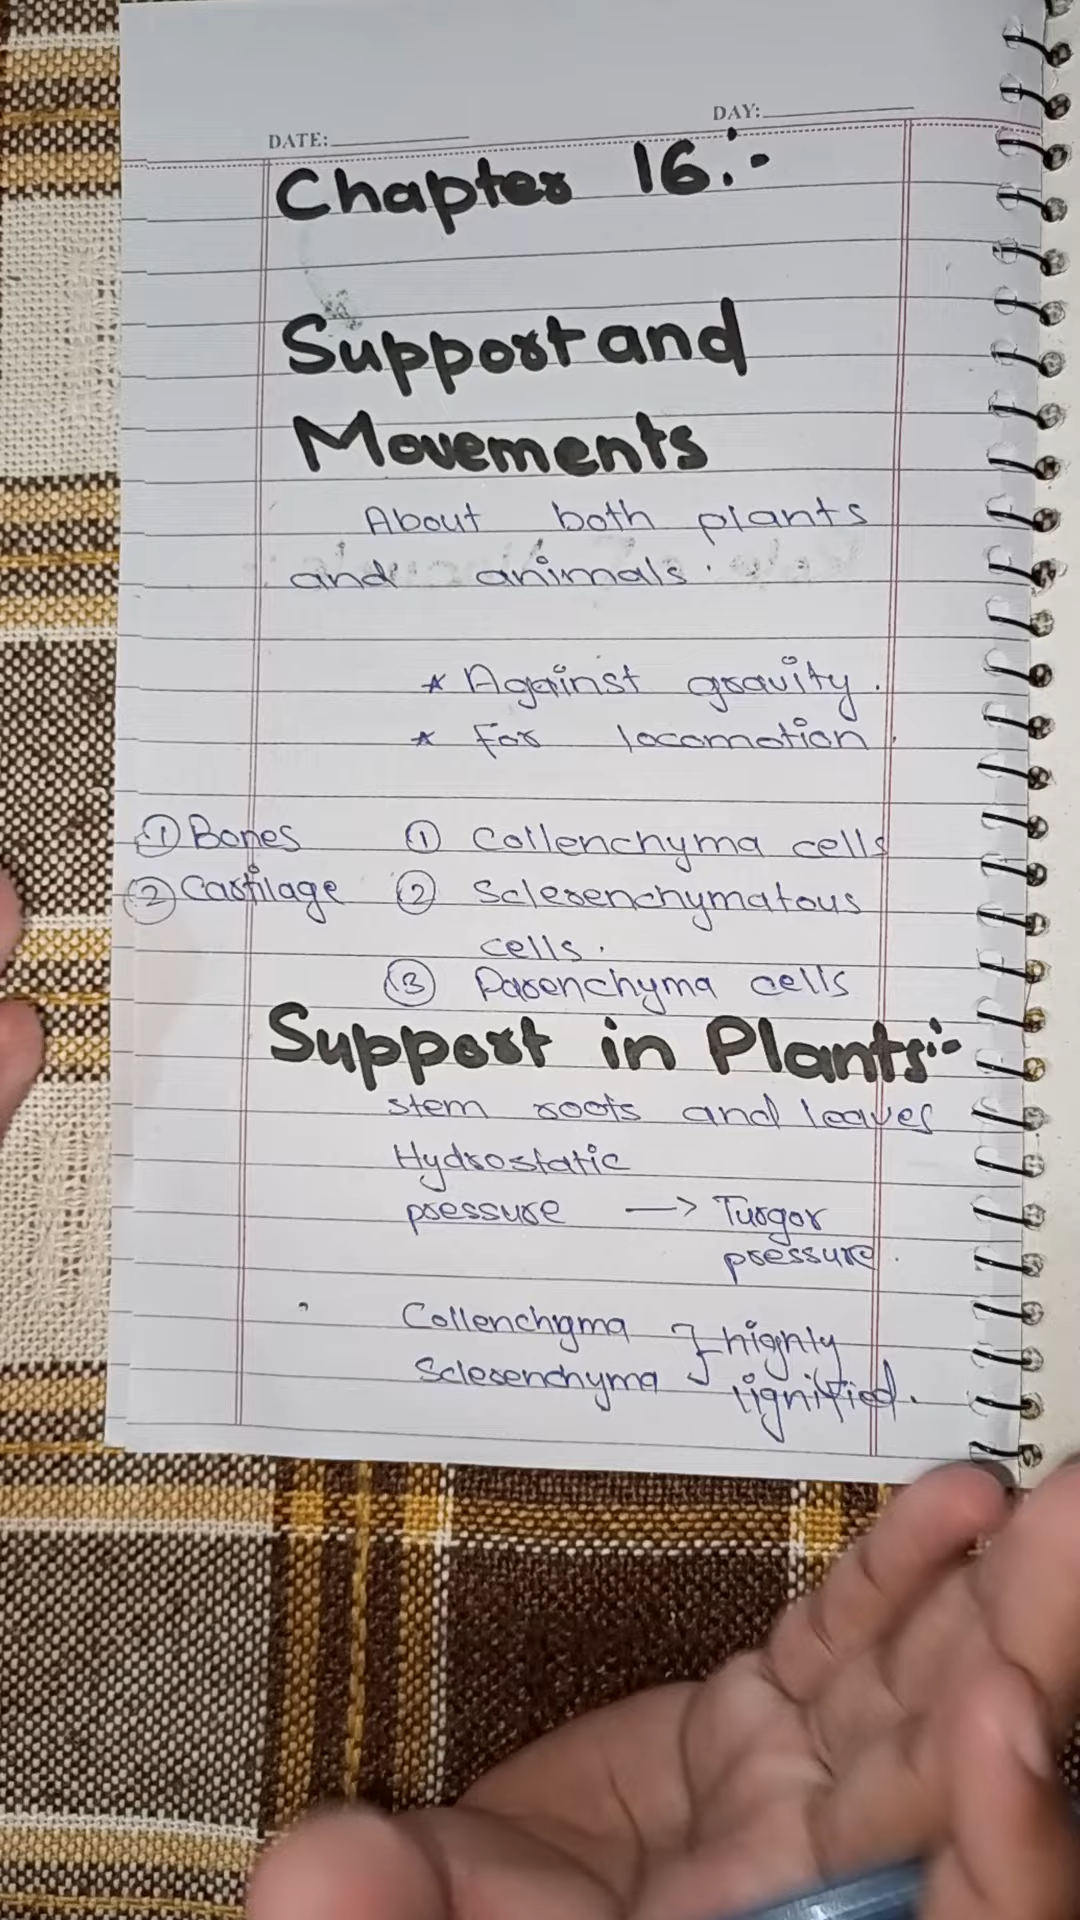 DATE: DAY:
Chapter 16:-
Support and
Movements
About both plants
and animals.
* Against gravity.
* For locomotion.
① Bones ① Collenchyma cells
② Cartilage ② Sclerenchymatous
cells.
③ Parenchyma cells
Support in Plants:-
stem roots and leaves
Hydrostatic
pressure → Turgor
pressure.
Collenchyma } highly
Sclerenchyma } lignified.